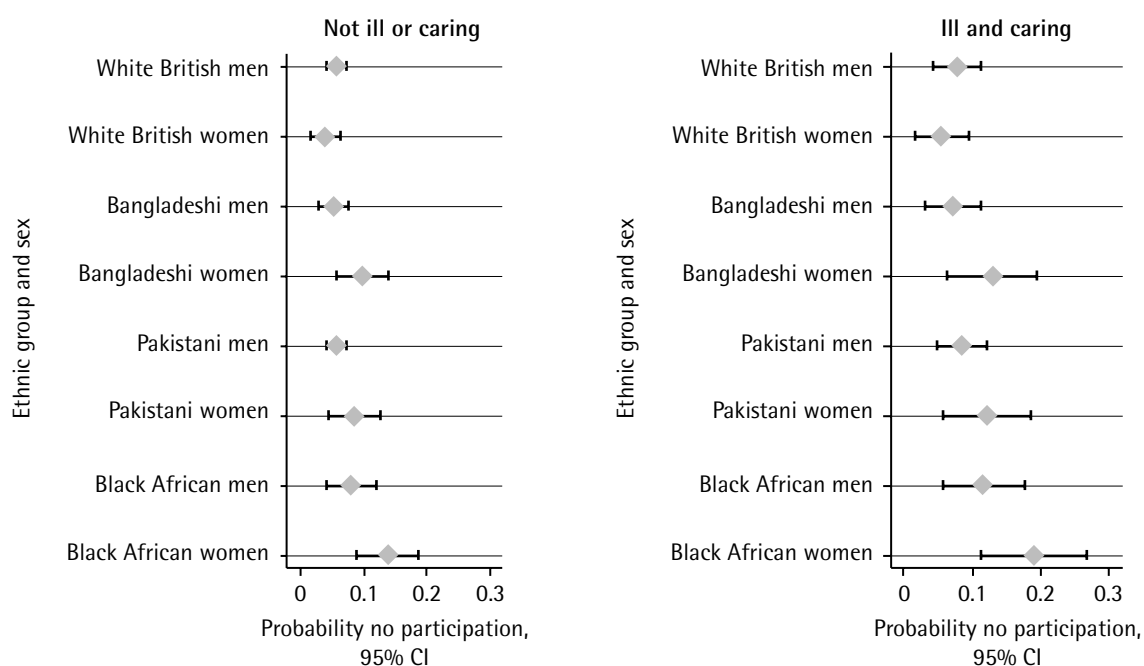 Not ill or caring
Ethnic group and sex
White British men
White British women
Bangladeshi men
Bangladeshi women
Pakistani men
Pakistani women
Black African men
Black African women
0 0.1 0.2 0.3
Probability no participation,
95% CI
Ill and caring
Ethnic group and sex
White British men
White British women
Bangladeshi men
Bangladeshi women
Pakistani men
Pakistani women
Black African men
Black African women
0 0.1 0.2 0.3
Probability no participation,
95% CI